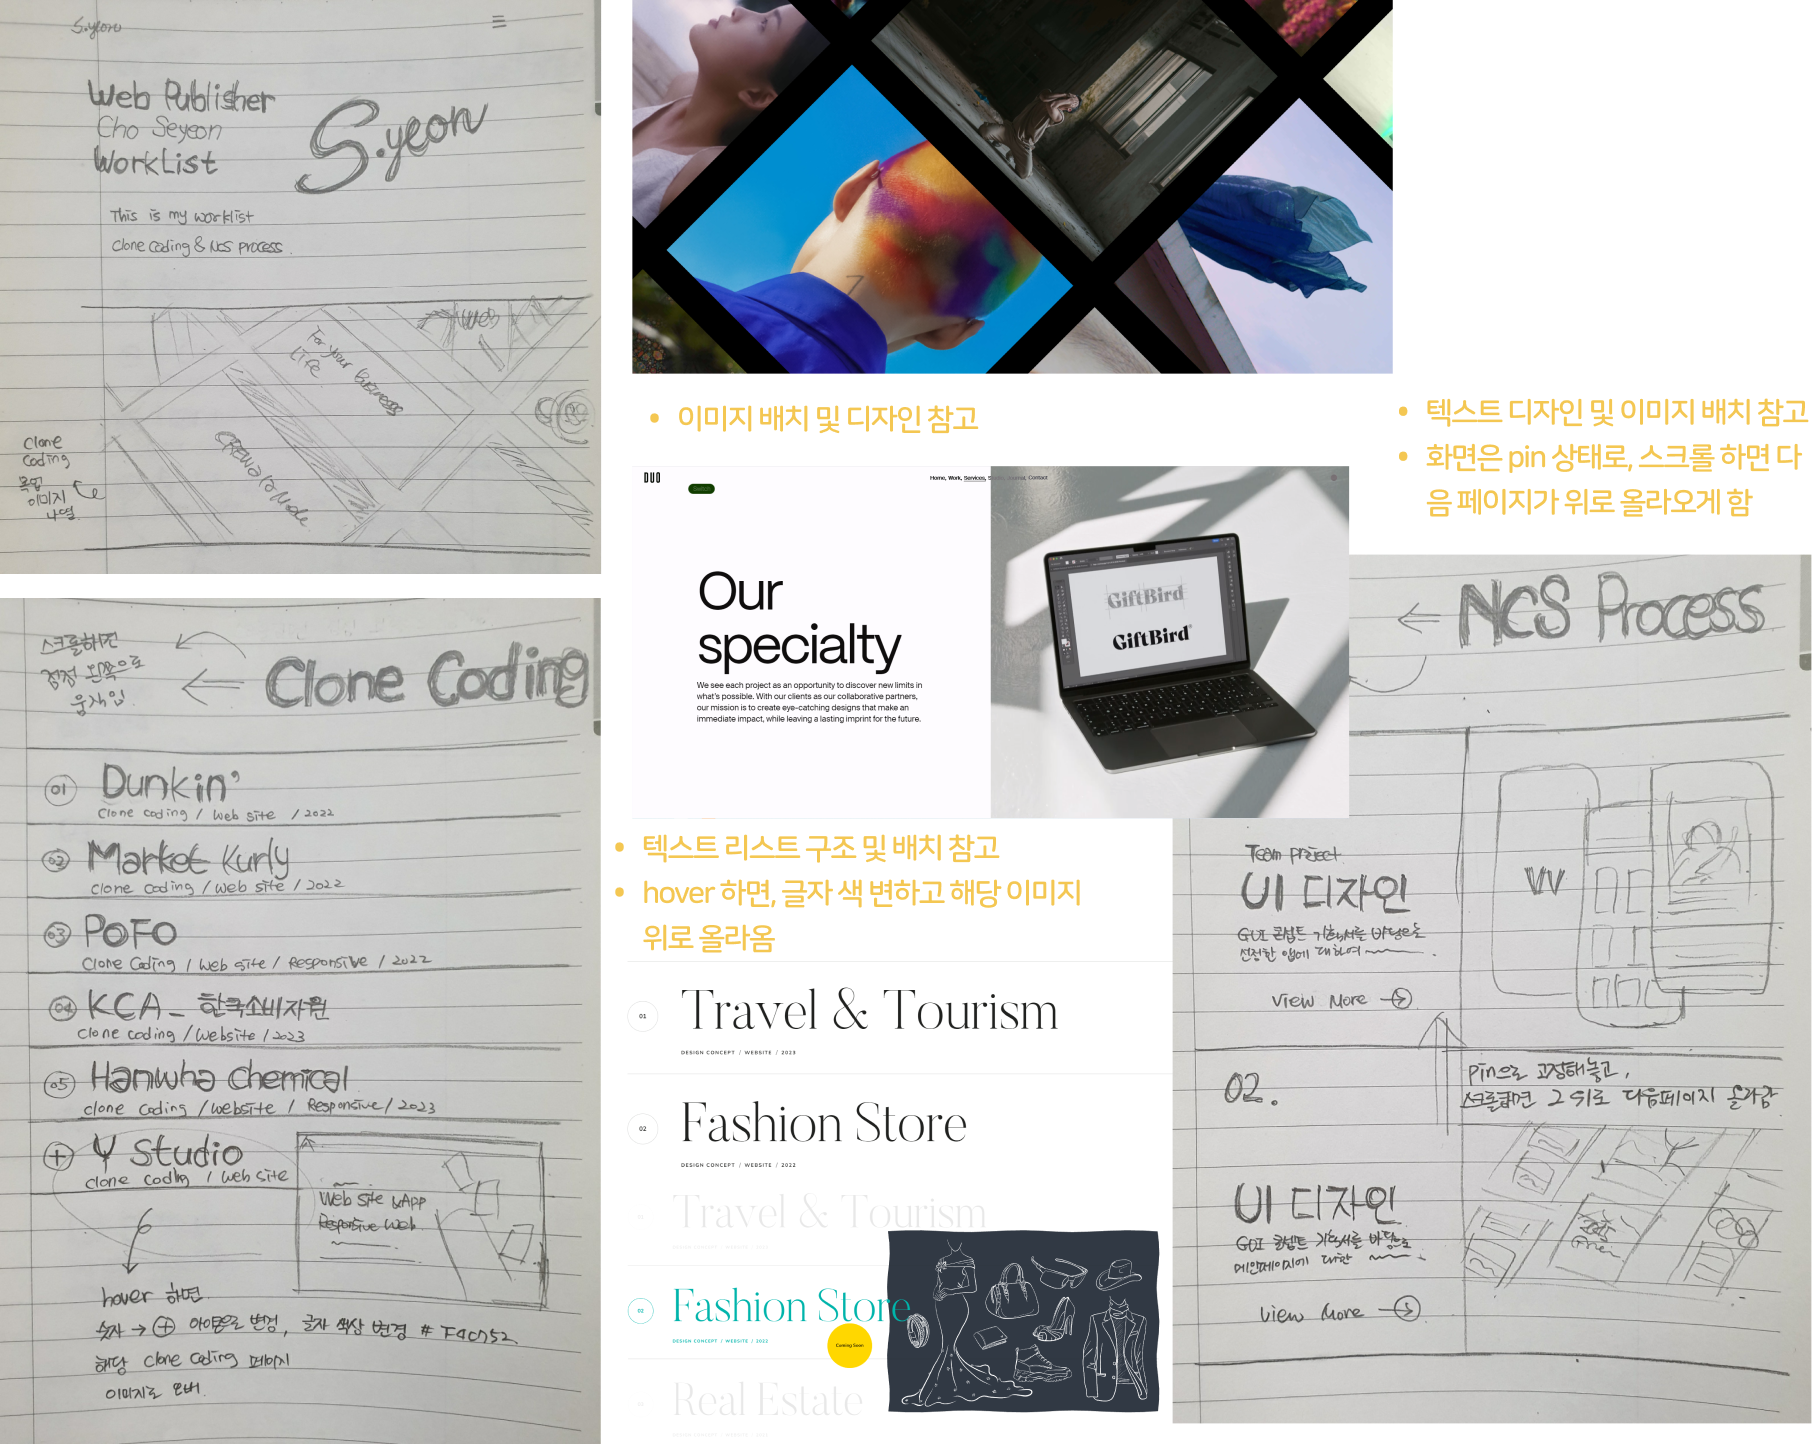 S.yeon
Web Publisher
Cho Seyeon
WorkList
S.yeon
This is my worklist
Clone Coding & NCS process.
For your Business
Life
Web
CREW à la Mode
Clone
Coding
목업
이미지
나열
스크롤하면
점점 왼쪽으로
움직임.
Clone Coding
01 Dunkin'
Clone coding / Web site / 2022
02 Market Kurly
Clone coding / Web site / 2022
03 POFO
Clone Coding / Web site / Responsive / 2022
04 KCA_ 한국소비자원
Clone coding / Website / 2023
05 Hanwha Chemical
Clone coding / Website / Responsive / 2023
+ Y Studio
Clone coding / Web site
Web site & APP
Responsive Web
hover 하면
숫자 → + 아이콘으로 변경, 글자 색상 변경 # F4C752.
해당 Clone Coding 페이지
이미지로 오버.
• 이미지 배치 및 디자인 참고
DUO
Home, Work, Services,
Journal, Contact
Our
specialty
We see each project as an opportunity to discover new limits in
what's possible. With our clients as our collaborative partners,
our mission is to create eye-catching designs that make an
immediate impact, while leaving a lasting imprint for the future.
GiftBird
GiftBird
• 텍스트 리스트 구조 및 배치 참고
• hover 하면, 글자 색 변하고 해당 이미지
위로 올라옴
01 Travel & Tourism
DESIGN CONCEPT / WEBSITE / 2023
02 Fashion Store
DESIGN CONCEPT / WEBSITE / 2022
Travel & Tourism
02 Fashion Store
DESIGN CONCEPT / WEBSITE / 2022
Coming Soon
Real Estate
• 텍스트 디자인 및 이미지 배치 참고
• 화면은 pin 상태로, 스크롤 하면 다
음 페이지가 위로 올라오게 함
NCS Process
Team project.
UI 디자인
GUI 콘셉트 기획서를 바탕으로
선정한 앱에 대하여
View More
W
02.
pin으로 고정해놓고,
스크롤하면 그 위로 다음페이지 올라감
UI 디자인
GUI 콘셉트 기획서를 바탕으로
메인페이지에 대한
View More